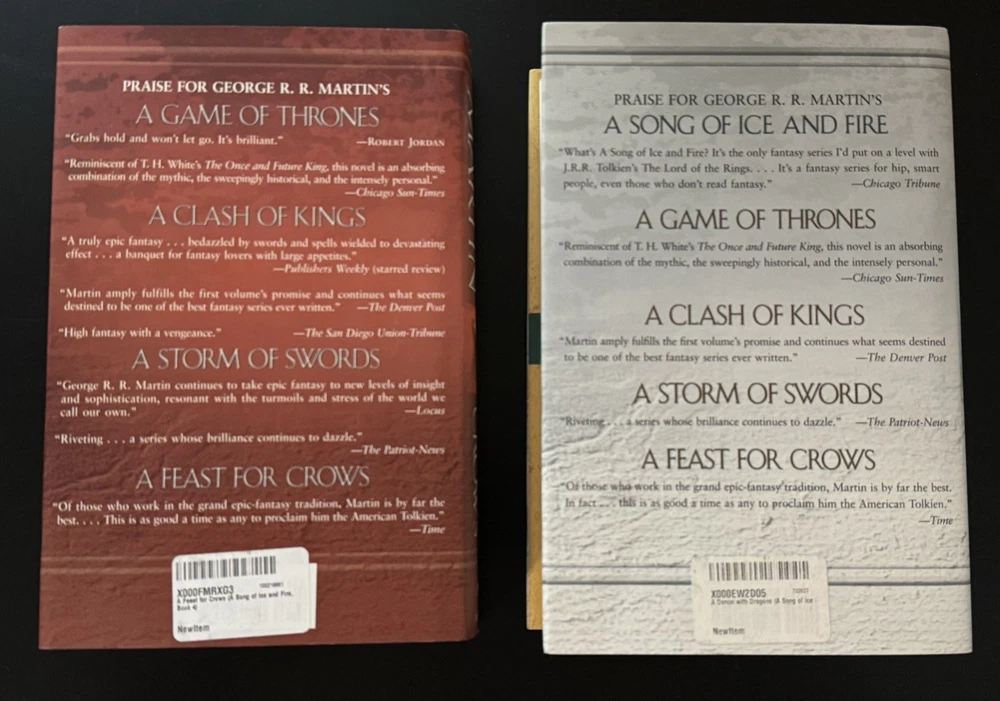 PRAISE FOR GEORGE R. R. MARTIN'S
A GAME OF THRONES
"Grabs hold and won't let go. It's brilliant." —ROBERT JORDAN
"Reminiscent of T. H. White's The Once and Future King, this novel is an absorbing
combination of the mythic, the sweepingly historical, and the intensely personal."
—Chicago Sun-Times
A CLASH OF KINGS
"A truly epic fantasy . . . bedazzled by swords and spells wielded to devastating
effect . . . a banquet for fantasy lovers with large appetites."
—Publishers Weekly (starred review)
"Martin amply fulfills the first volume's promise and continues what seems
destined to be one of the best fantasy series ever written." —The Denver Post
"High fantasy with a vengeance." —The San Diego Union-Tribune
A STORM OF SWORDS
"George R. R. Martin continues to take epic fantasy to new levels of insight
and sophistication, resonant with the turmoils and stress of the world we
call our own." —Locus
"Riveting . . . a series whose brilliance continues to dazzle."
—The Patriot-News
A FEAST FOR CROWS
"Of those who work in the grand epic-fantasy tradition, Martin is by far the
best. . . . This is as good a time as any to proclaim him the American Tolkien."
—Time
X000FMRXG3
A Feast for Crows (A Song of Ice and Fire,
Book 4)
NewItem
PRAISE FOR GEORGE R. R. MARTIN'S
A SONG OF ICE AND FIRE
"What's A Song of Ice and Fire? It's the only fantasy series I'd put on a level with
J.R.R. Tolkien's The Lord of the Rings. . . . It's a fantasy series for hip, smart
people, even those who don't read fantasy." —Chicago Tribune
A GAME OF THRONES
"Reminiscent of T. H. White's The Once and Future King, this novel is an absorbing
combination of the mythic, the sweepingly historical, and the intensely personal."
—Chicago Sun-Times
A CLASH OF KINGS
"Martin amply fulfills the first volume's promise and continues what seems destined
to be one of the best fantasy series ever written." —The Denver Post
A STORM OF SWORDS
"Riveting . . . a series whose brilliance continues to dazzle." —The Patriot-News
A FEAST FOR CROWS
"Of those who work in the grand epic-fantasy tradition, Martin is by far the best.
In fact . . . this is as good a time as any to proclaim him the American Tolkien."
—Time
X000EW2D05
A Dance with Dragons (A Song of Ice
NewItem